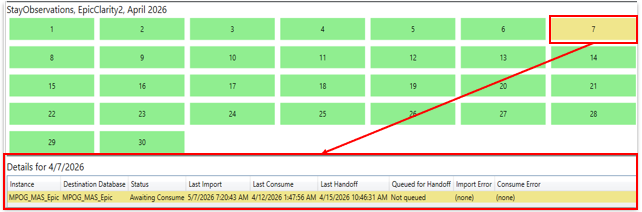 StayObservations, EpicClarity2, April 2026
1 2 3 4 5 6 7
8 9 10 11 12 13 14
15 16 17 18 19 20 21
22 23 24 25 26 27 28
29 30
Details for 4/7/2026
Instance Destination Database Status Last Import Last Consume Last Handoff Queued for Handoff Import Error Consume Error
MPOG_MAS_Epic MPOG_MAS_Epic Awaiting Consume 5/7/2026 7:20:43 AM 4/12/2026 1:47:56 AM 4/15/2026 10:46:31 AM Not queued (none) (none)